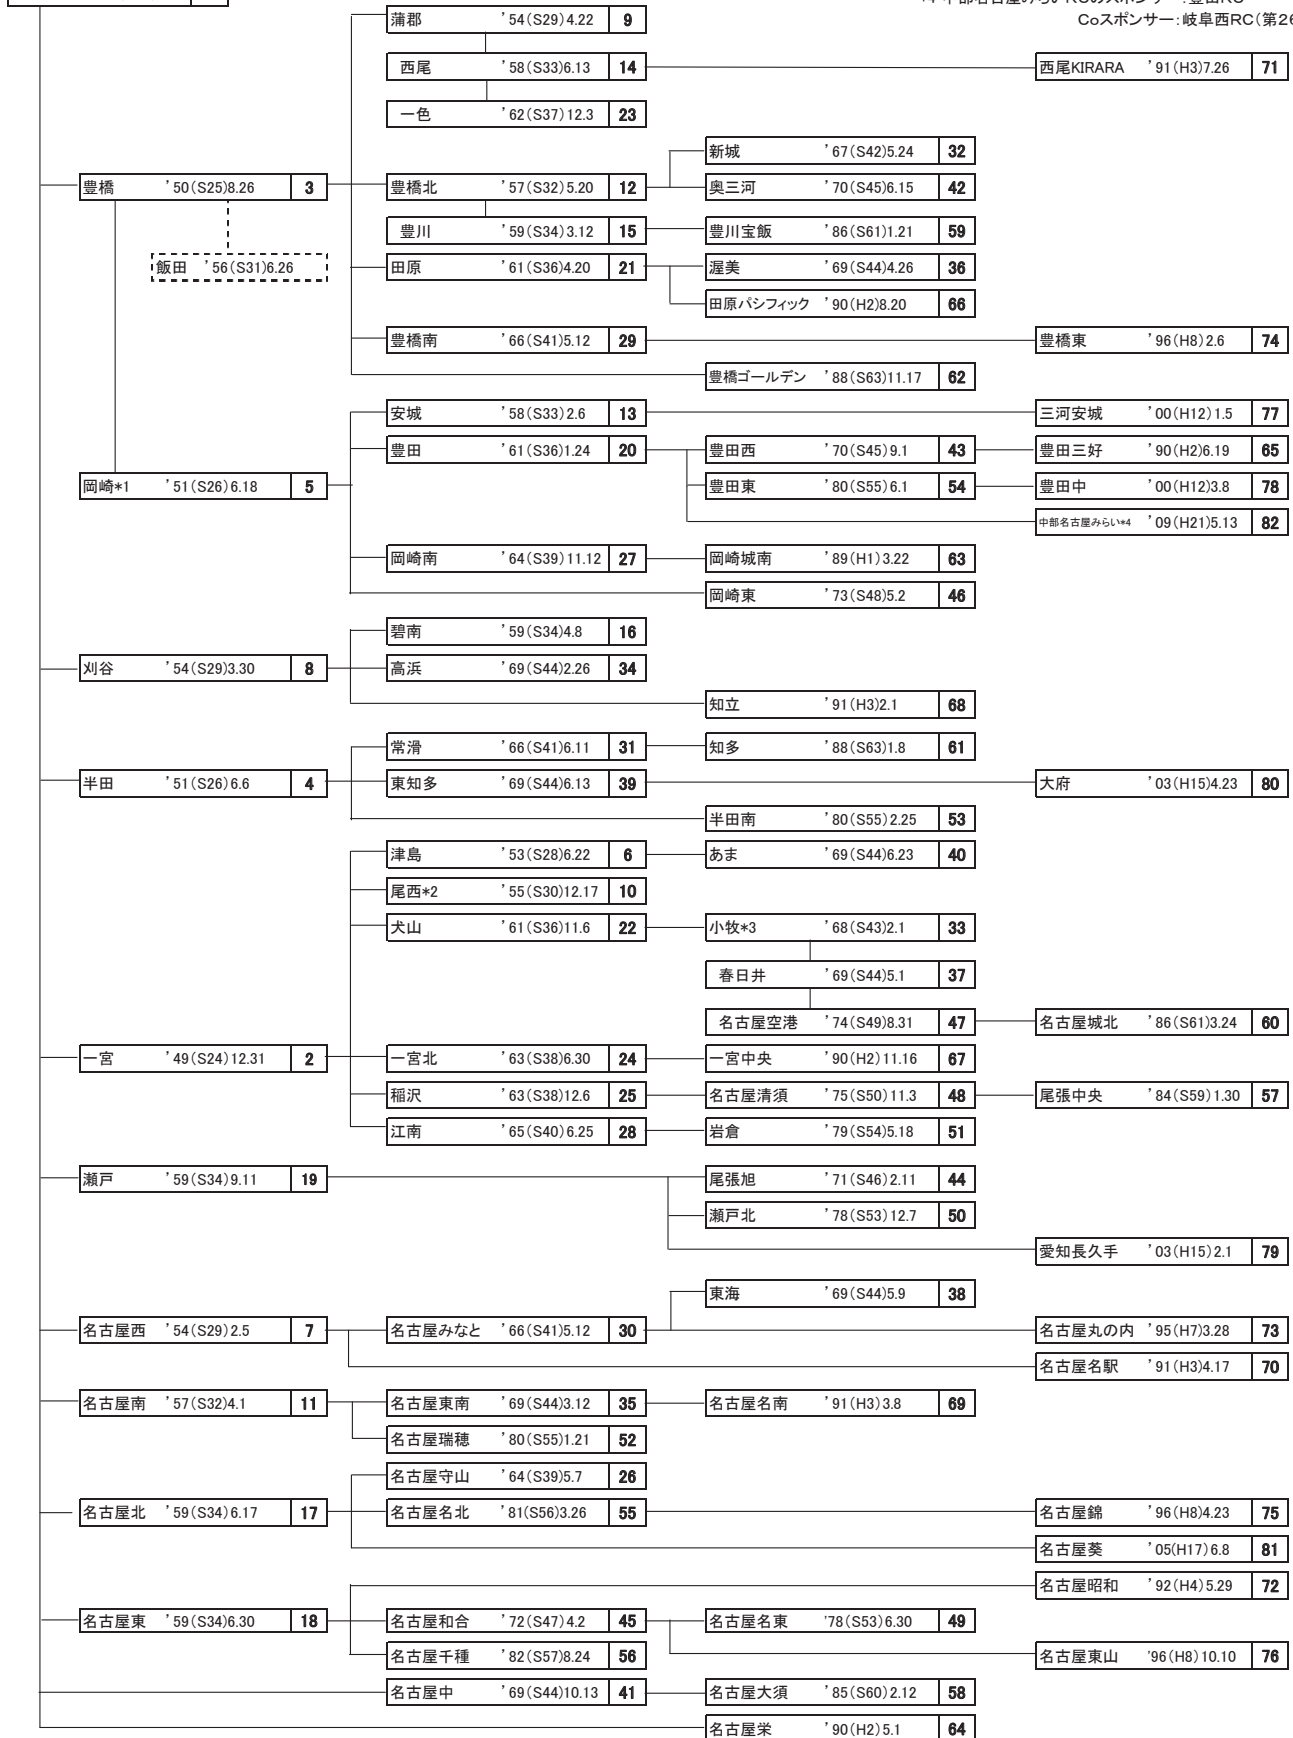 *4 中部名古屋みらいRCのスポンサー：豊田RC
Coスポンサー：岐阜西RC（第26
蒲郡 ’54(S29)4.22 9
西尾 ’58(S33)6.13 14
西尾KIRARA ’91(H3)7.26 71
一色 ’62(S37)12.3 23
新城 ’67(S42)5.24 32
豊橋 ’50(S25)8.26 3
豊橋北 ’57(S32)5.20 12
奥三河 ’70(S45)6.15 42
豊川 ’59(S34)3.12 15
豊川宝飯 ’86(S61)1.21 59
飯田 ’56(S31)6.26
田原 ’61(S36)4.20 21
渥美 ’69(S44)4.26 36
田原パシフィック ’90(H2)8.20 66
豊橋南 ’66(S41)5.12 29
豊橋東 ’96(H8)2.6 74
豊橋ゴールデン ’88(S63)11.17 62
安城 ’58(S33)2.6 13
三河安城 ’00(H12)1.5 77
豊田 ’61(S36)1.24 20
豊田西 ’70(S45)9.1 43
豊田三好 ’90(H2)6.19 65
岡崎*1 ’51(S26)6.18 5
豊田東 ’80(S55)6.1 54
豊田中 ’00(H12)3.8 78
中部名古屋みらい*4 ’09(H21)5.13 82
岡崎南 ’64(S39)11.12 27
岡崎城南 ’89(H1)3.22 63
岡崎東 ’73(S48)5.2 46
碧南 ’59(S34)4.8 16
刈谷 ’54(S29)3.30 8
高浜 ’69(S44)2.26 34
知立 ’91(H3)2.1 68
常滑 ’66(S41)6.11 31
知多 ’88(S63)1.8 61
半田 ’51(S26)6.6 4
東知多 ’69(S44)6.13 39
大府 ’03(H15)4.23 80
半田南 ’80(S55)2.25 53
津島 ’53(S28)6.22 6
あま ’69(S44)6.23 40
尾西*2 ’55(S30)12.17 10
犬山 ’61(S36)11.6 22
小牧*3 ’68(S43)2.1 33
春日井 ’69(S44)5.1 37
名古屋空港 ’74(S49)8.31 47
名古屋城北 ’86(S61)3.24 60
一宮 ’49(S24)12.31 2
一宮北 ’63(S38)6.30 24
一宮中央 ’90(H2)11.16 67
稲沢 ’63(S38)12.6 25
名古屋清須 ’75(S50)11.3 48
尾張中央 ’84(S59)1.30 57
江南 ’65(S40)6.25 28
岩倉 ’79(S54)5.18 51
瀬戸 ’59(S34)9.11 19
尾張旭 ’71(S46)2.11 44
瀬戸北 ’78(S53)12.7 50
愛知長久手 ’03(H15)2.1 79
東海 ’69(S44)5.9 38
名古屋西 ’54(S29)2.5 7
名古屋みなと ’66(S41)5.12 30
名古屋丸の内 ’95(H7)3.28 73
名古屋名駅 ’91(H3)4.17 70
名古屋南 ’57(S32)4.1 11
名古屋東南 ’69(S44)3.12 35
名古屋名南 ’91(H3)3.8 69
名古屋瑞穂 ’80(S55)1.21 52
名古屋守山 ’64(S39)5.7 26
名古屋北 ’59(S34)6.17 17
名古屋名北 ’81(S56)3.26 55
名古屋錦 ’96(H8)4.23 75
名古屋葵 ’05(H17)6.8 81
名古屋昭和 ’92(H4)5.29 72
名古屋東 ’59(S34)6.30 18
名古屋和合 ’72(S47)4.2 45
名古屋名東 ’78(S53)6.30 49
名古屋千種 ’82(S57)8.24 56
名古屋東山 ’96(H8)10.10 76
名古屋中 ’69(S44)10.13 41
名古屋大須 ’85(S60)2.12 58
名古屋栄 ’90(H2)5.1 64